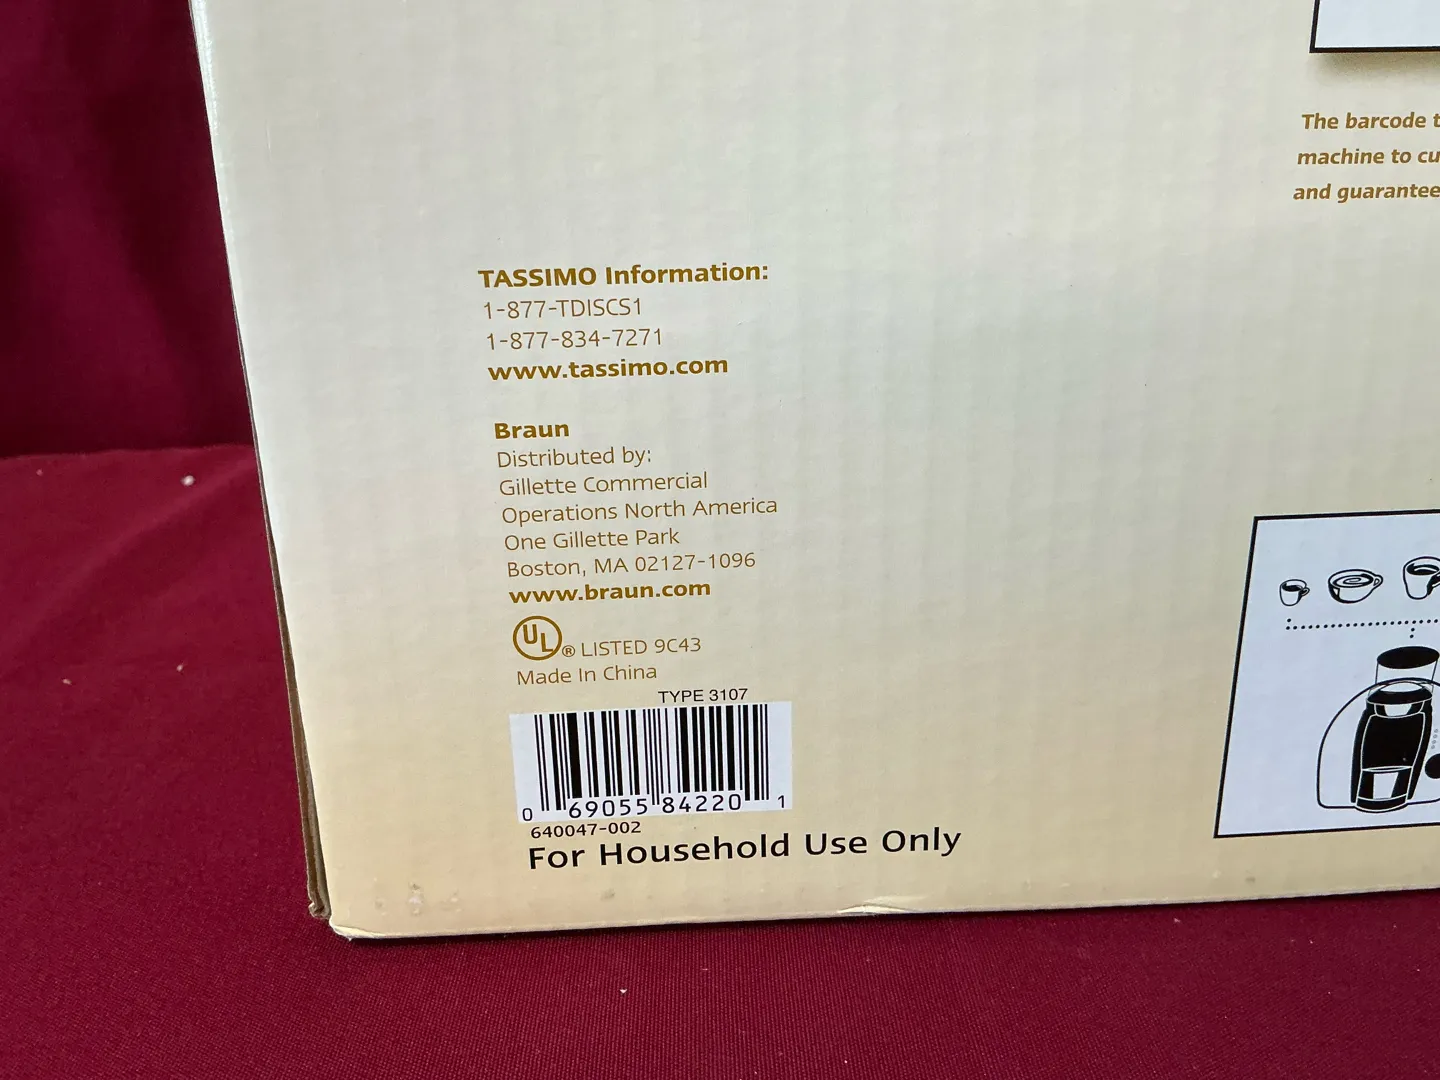 The barcode
machine to
and guarantee
TASSIMO Information:
1-877-TDISCS1
1-877-834-7271
www.tassimo.com
Braun
Distributed by:
Gillette Commercial
Operations North America
One Gillette Park
Boston, MA 02127-1096
www.braun.com
UL® LISTED 9C43
Made In China
TYPE 3107
0 69055 84220 1
640047-002
For Household Use Only